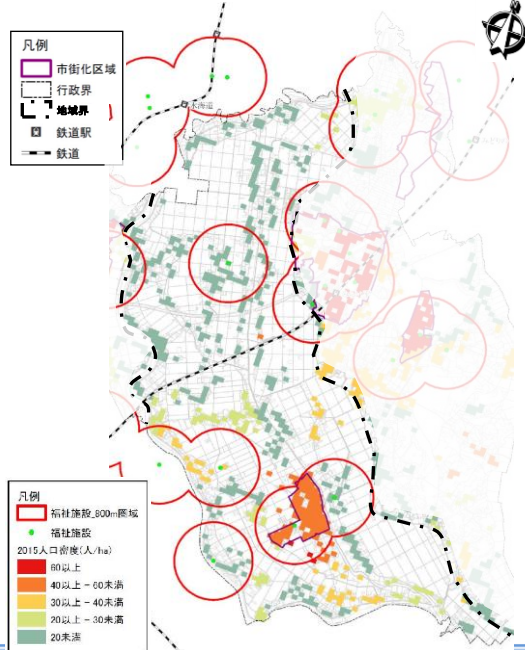 凡例
市街化区域
行政界
地域界
鉄道駅
鉄道
凡例
福祉施設_800m圏域
福祉施設
2015人口密度(人/ha)
60以上
40以上－60未満
30以上－40未満
20以上－30未満
20未満